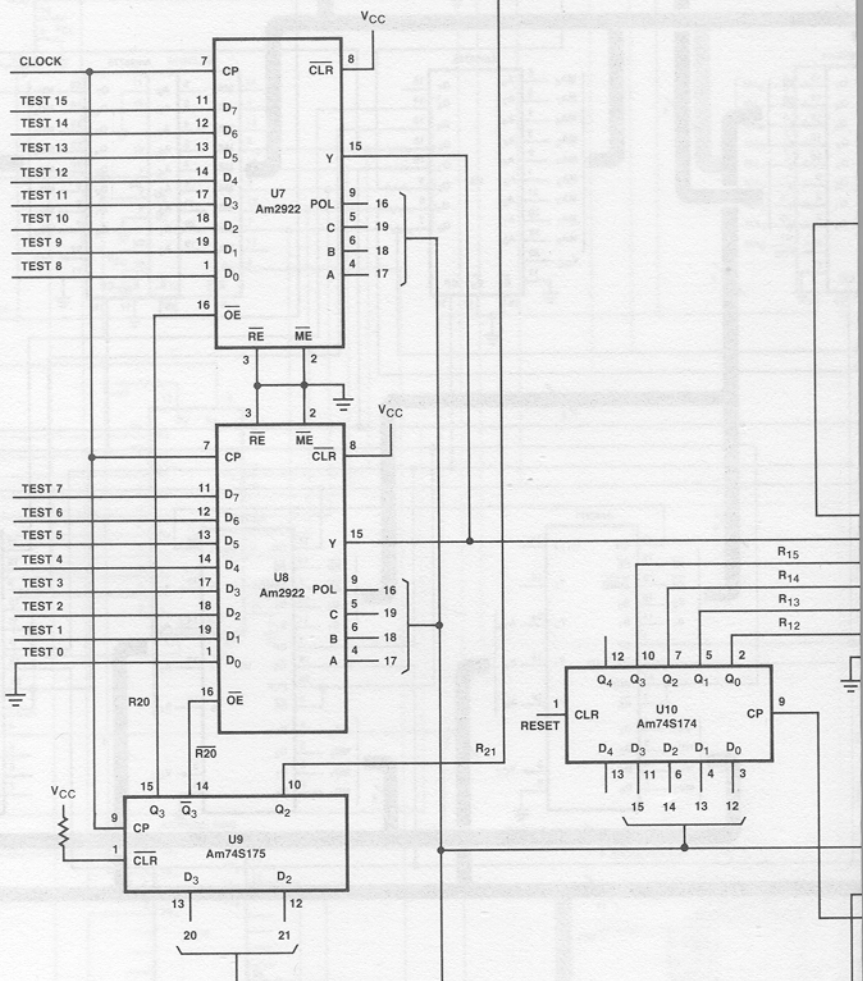 VCC
CLOCK 7 CP CLR 8
TEST 15 11 D7
TEST 14 12 D6
TEST 13 13 D5 Y 15
TEST 12 14 D4
TEST 11 17 D3 U7 POL 9 16
TEST 10 18 D2 Am2922 C 5 19
TEST 9 19 D1 B 6 18
TEST 8 1 D0 A 4 17
16 OE
RE ME
3 2
VCC
3 2
RE ME
7 CP CLR 8
TEST 7 11 D7
TEST 6 12 D6
TEST 5 13 D5 Y 15
TEST 4 14 D4
TEST 3 17 D3 U8 POL 9 16
TEST 2 18 D2 Am2922 C 5 19
TEST 1 19 D1 B 6 18
TEST 0 1 D0 A 4 17
16 OE
R20
R20
R21
R15
R14
R13
R12
12 10 7 5 2
Q4 Q3 Q2 Q1 Q0
U10
Am74S174
1 CLR CP 9
RESET
D4 D3 D2 D1 D0
13 11 6 4 3
15 14 13 12
VCC
15 14 10
Q3 Q3 Q2
9 CP
U9
Am74S175
1 CLR
D3 D2
13 12
20 21